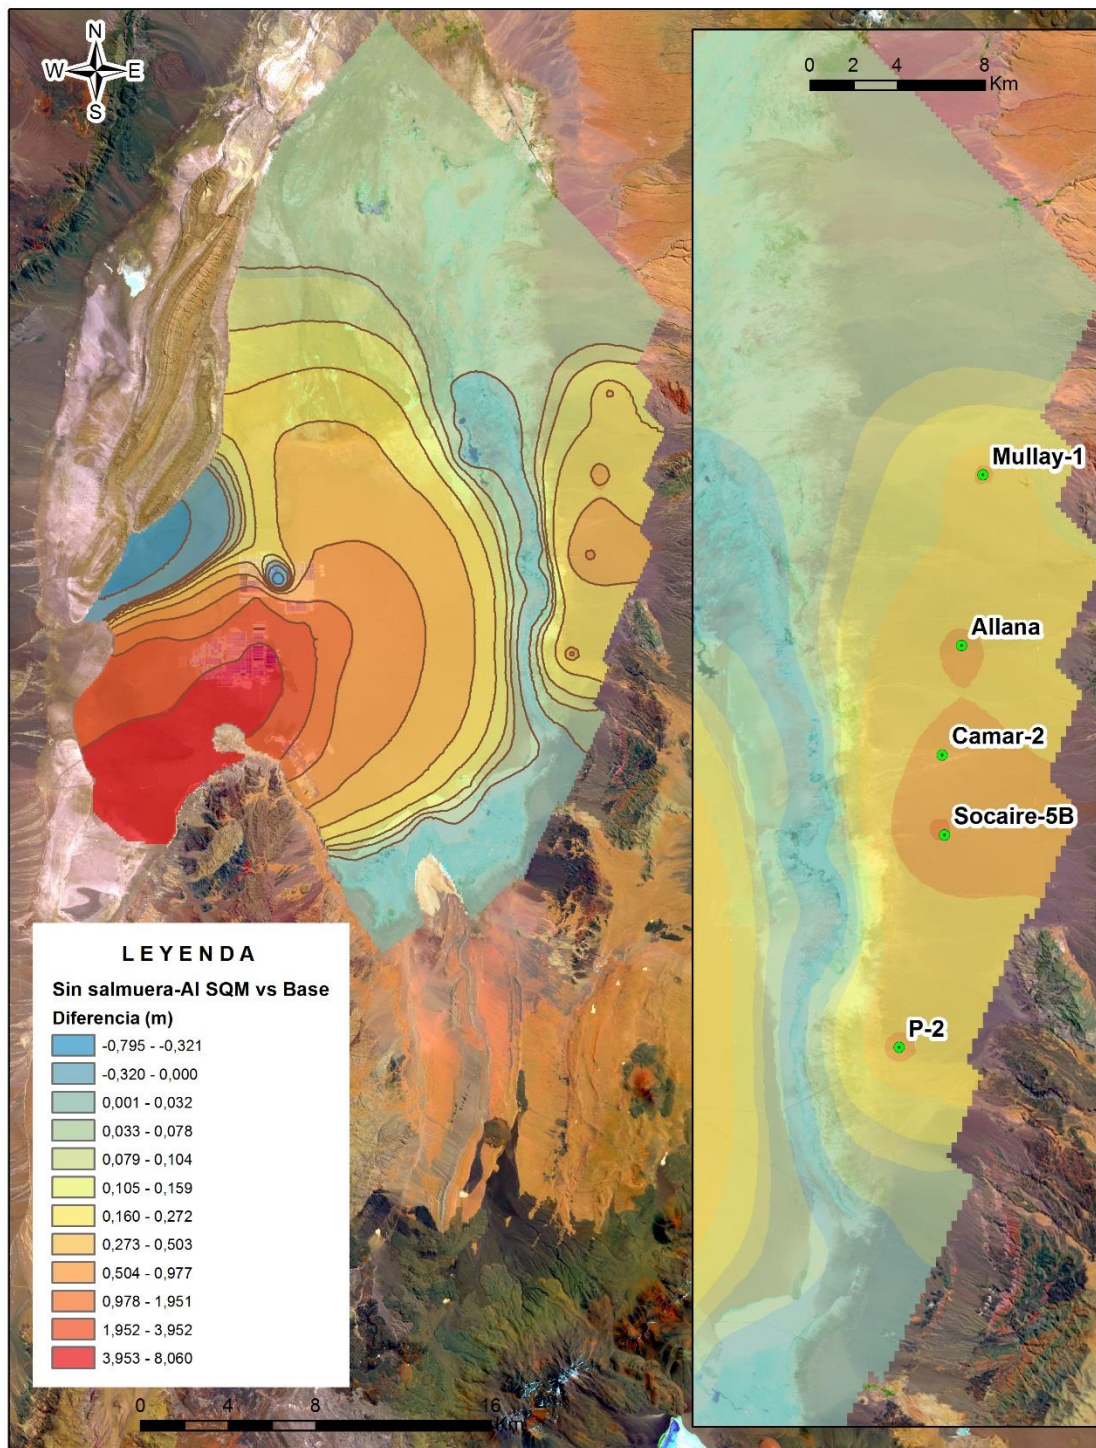 N
W E
S
0 2 4 8
Km
Mullay-1
Allana
Camar-2
Socaire-5B
P-2
LEYENDA
Sin salmuera-AI SQM vs Base
Diferencia (m)
-0,795 - -0,321
-0,320 - 0,000
0,001 - 0,032
0,033 - 0,078
0,079 - 0,104
0,105 - 0,159
0,160 - 0,272
0,273 - 0,503
0,504 - 0,977
0,978 - 1,951
1,952 - 3,952
3,953 - 8,060
0 4 8 16
Km